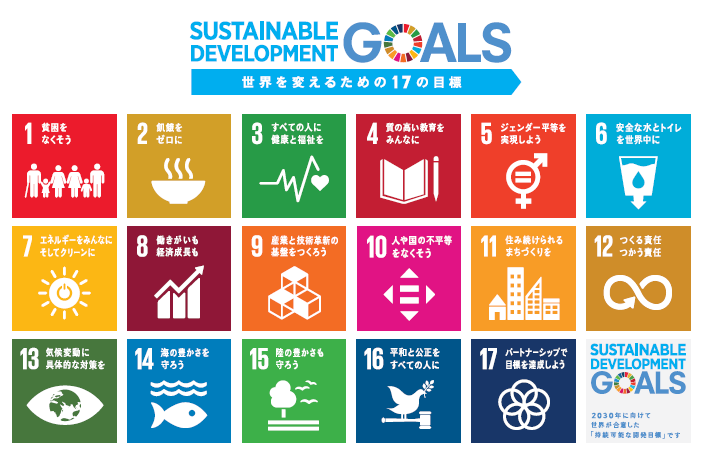 SUSTAINABLE
DEVELOPMENT
GOALS
世界を変えるための17の目標
1 貧困を
なくそう
2 飢餓を
ゼロに
3 すべての人に
健康と福祉を
4 質の高い教育を
みんなに
5 ジェンダー平等を
実現しよう
6 安全な水とトイレ
を世界中に
7 エネルギーをみんなに
そしてクリーンに
8 働きがいも
経済成長も
9 産業と技術革新の
基盤をつくろう
10 人や国の不平等
をなくそう
11 住み続けられる
まちづくりを
12 つくる責任
つかう責任
13 気候変動に
具体的な対策を
14 海の豊かさを
守ろう
15 陸の豊かさも
守ろう
16 平和と公正を
すべての人に
17 パートナーシップで
目標を達成しよう
SUSTAINABLE
DEVELOPMENT
GOALS
2030年に向けて
世界が合意した
「持続可能な開発目標」です